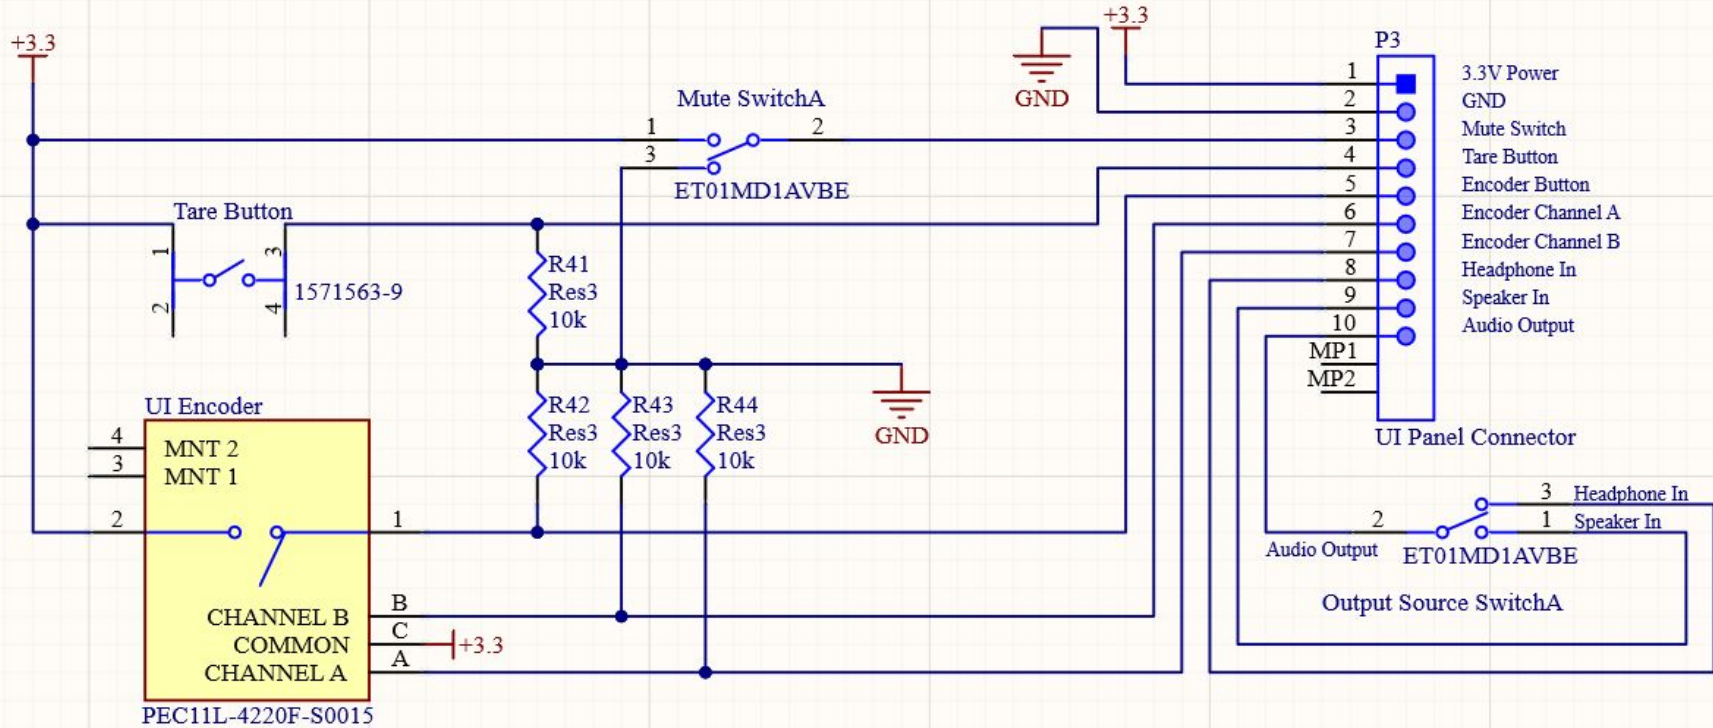 +3.3
Tare Button
1
2
3
4
1571563-9
Mute SwitchA
1
2
3
ET01MD1AVBE
R41
Res3
10k
R42
Res3
10k
R43
Res3
10k
R44
Res3
10k
GND
UI Encoder
4
MNT 2
3
MNT 1
2
1
CHANNEL B
B
COMMON
C
+3.3
CHANNEL A
A
PEC11L-4220F-S0015
GND
+3.3
P3
1
3.3V Power
2
GND
3
Mute Switch
4
Tare Button
5
Encoder Button
6
Encoder Channel A
7
Encoder Channel B
8
Headphone In
9
Speaker In
10
Audio Output
MP1
MP2
UI Panel Connector
3
Headphone In
2
1
Speaker In
Audio Output
ET01MD1AVBE
Output Source SwitchA